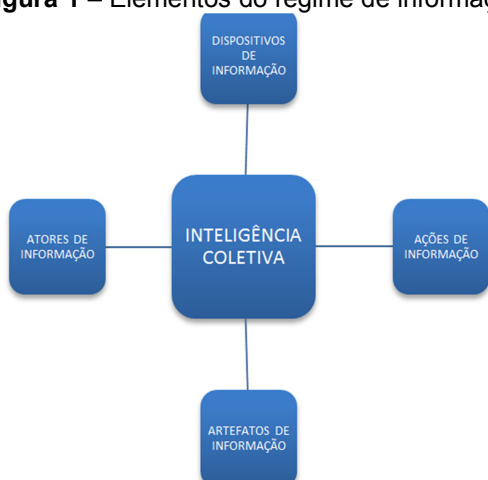 gura 1 – Elementos do regime de informaç
DISPOSITIVOS
DE
INFORMAÇÃO
INTELIGÊNCIA
COLETIVA
ATORES DE
INFORMAÇÃO
AÇÕES DE
INFORMAÇÃO
ARTEFATOS DE
INFORMAÇÃO